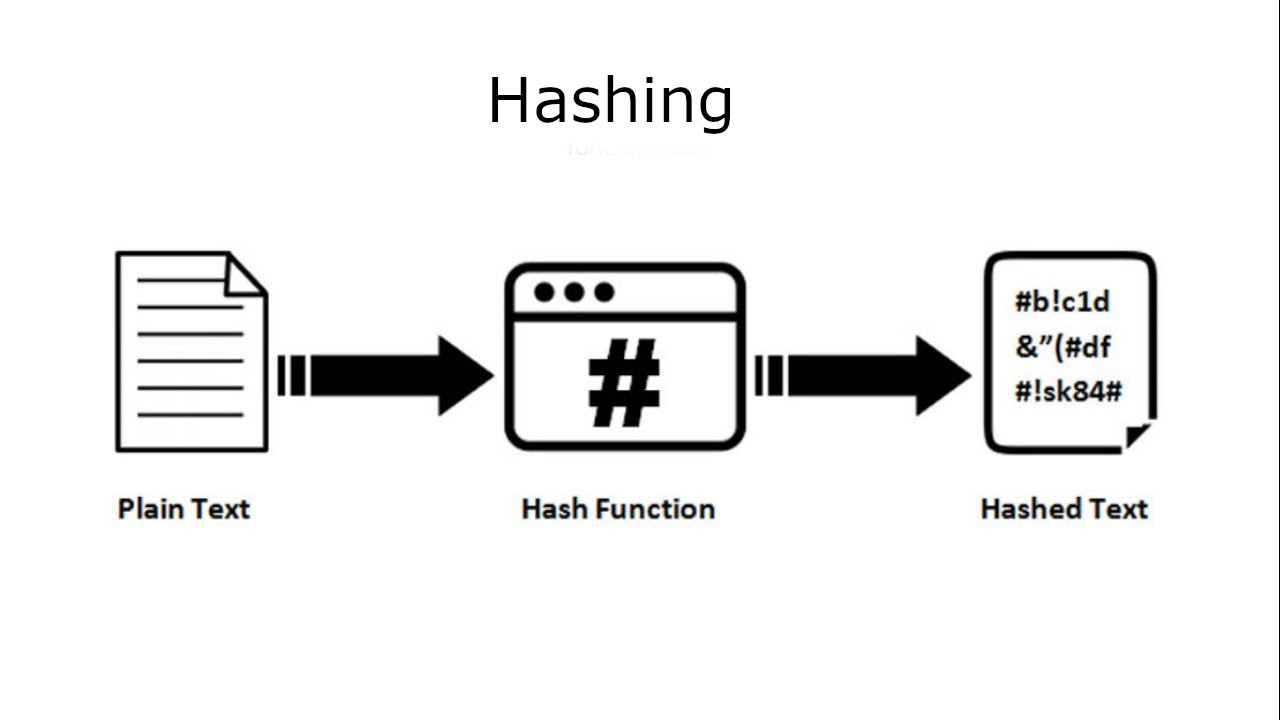 Hashing
#
#b!c1d
&”(#df
#!sk84#
Plain Text
Hash Function
Hashed Text